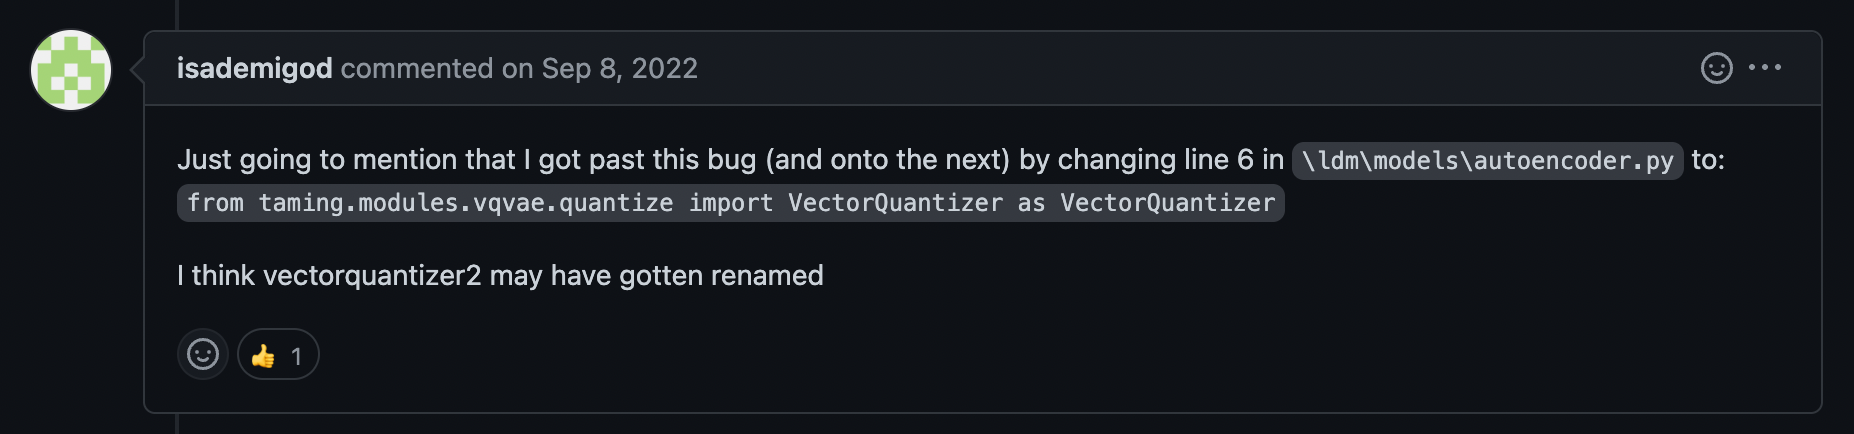 isademigod commented on Sep 8, 2022
Just going to mention that I got past this bug (and onto the next) by changing line 6 in \ldm\models\autoencoder.py to:
from taming.modules.vqvae.quantize import VectorQuantizer as VectorQuantizer
I think vectorquantizer2 may have gotten renamed
👍 1